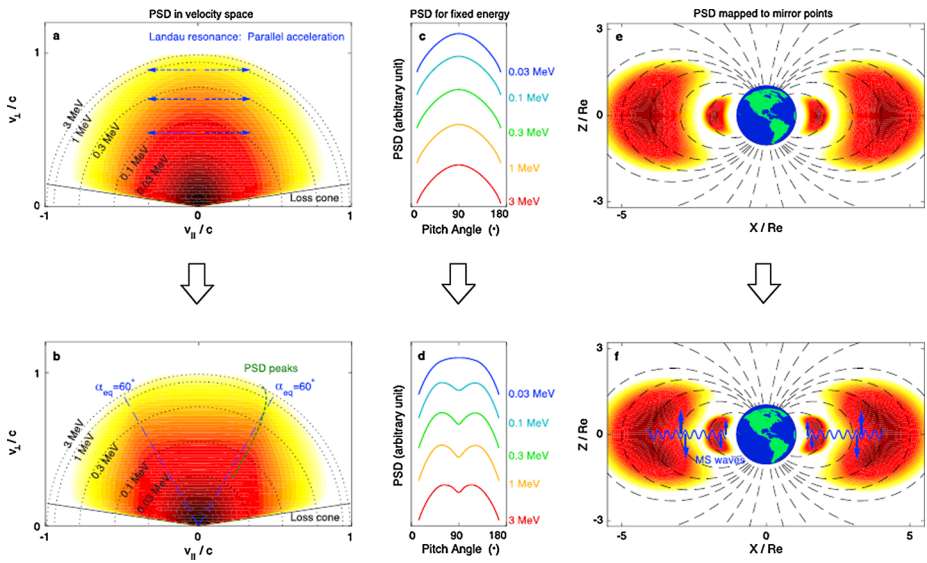 PSD in velocity space
PSD for fixed energy
PSD mapped to mirror points
a
Landau resonance: Parallel acceleration
1
v⊥ / c
0
3 MeV
1 MeV
0.3 MeV
0.1 MeV
0.03 MeV
Loss cone
-1
0
1
v|| / c
c
PSD (arbitrary unit)
0.03 MeV
0.1 MeV
0.3 MeV
1 MeV
3 MeV
0
90
180
Pitch Angle (°)
e
3
Z / Re
0
-3
-5
0
5
X / Re
b
PSD peaks
αeq=60°
αeq=60°
1
v⊥ / c
0
3 MeV
1 MeV
0.3 MeV
0.1 MeV
0.03 MeV
Loss cone
-1
0
1
v|| / c
d
PSD (arbitrary unit)
0.03 MeV
0.1 MeV
0.3 MeV
1 MeV
3 MeV
0
90
180
Pitch Angle (°)
f
3
Z / Re
0
-3
MS waves
-5
0
5
X / Re